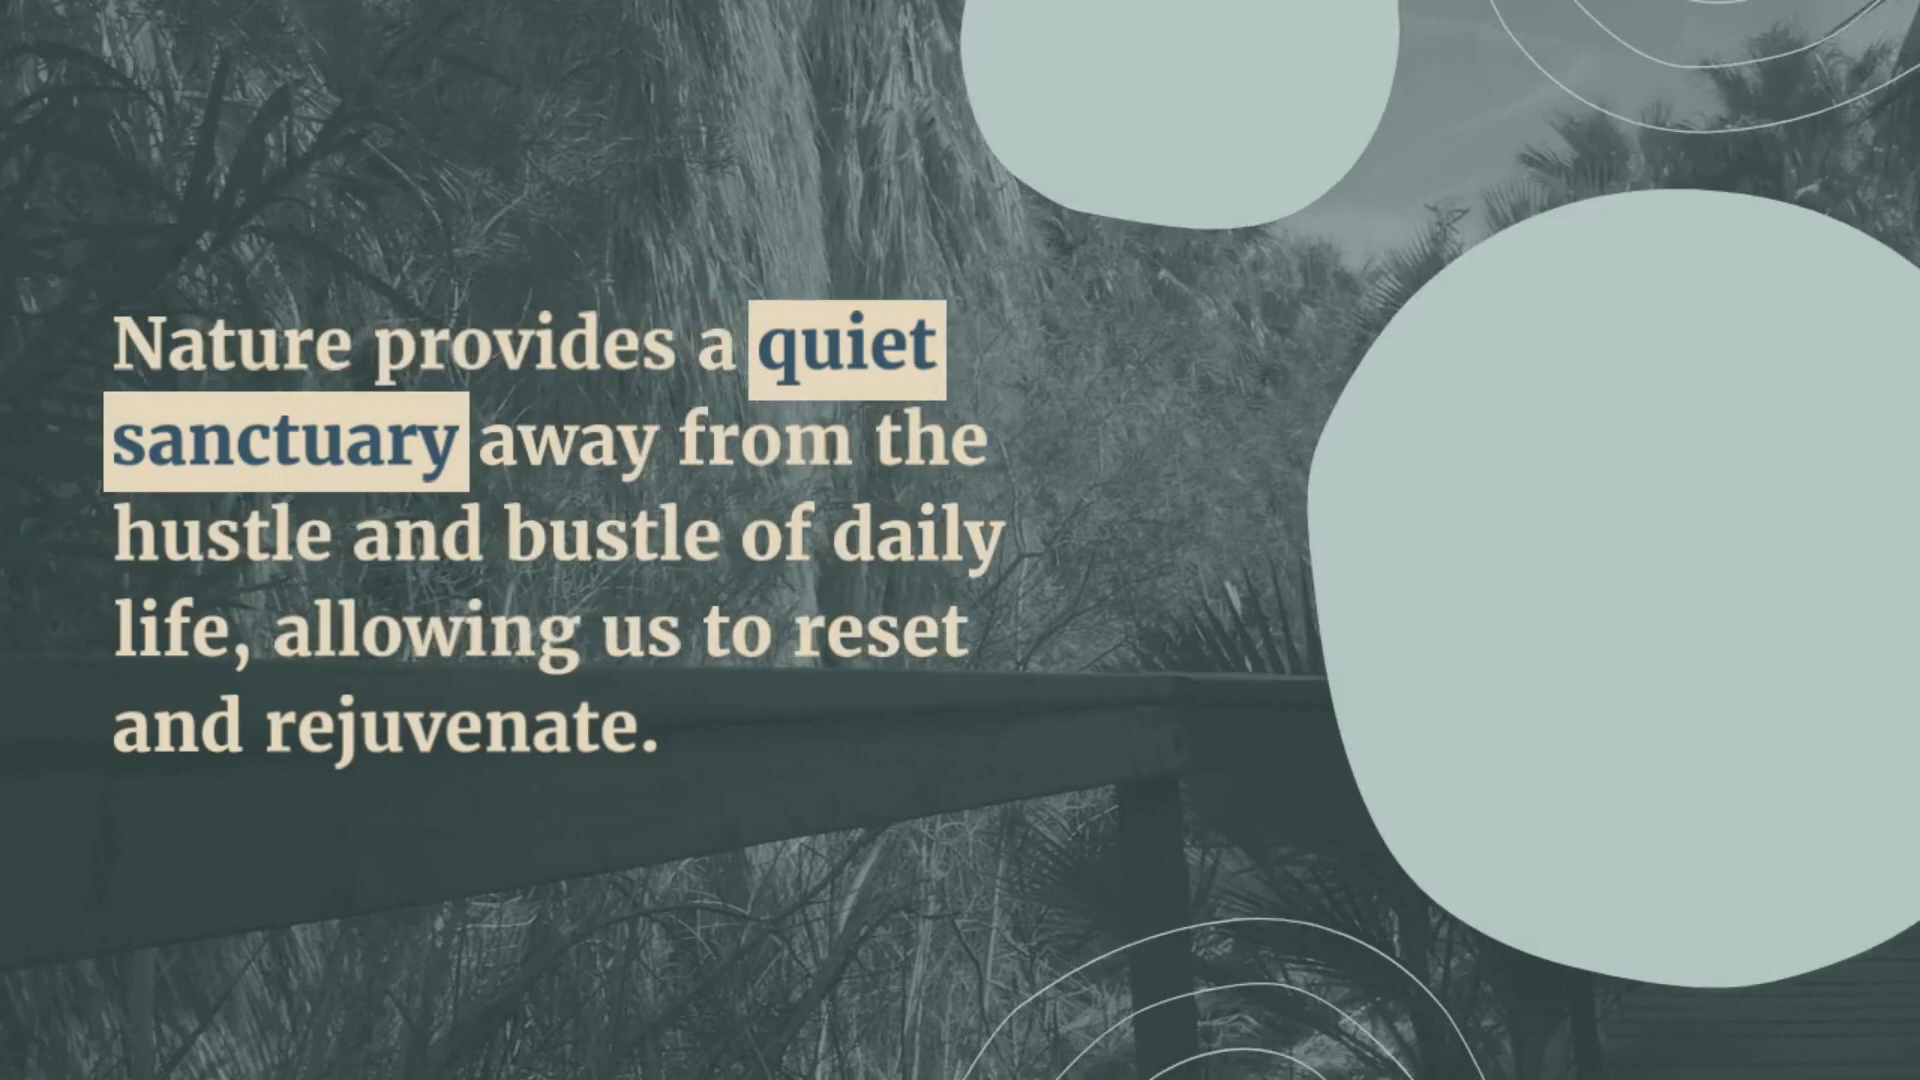 Nature provides a quiet
sanctuary away from the
hustle and bustle of daily
life, allowing us to reset
and rejuvenate.